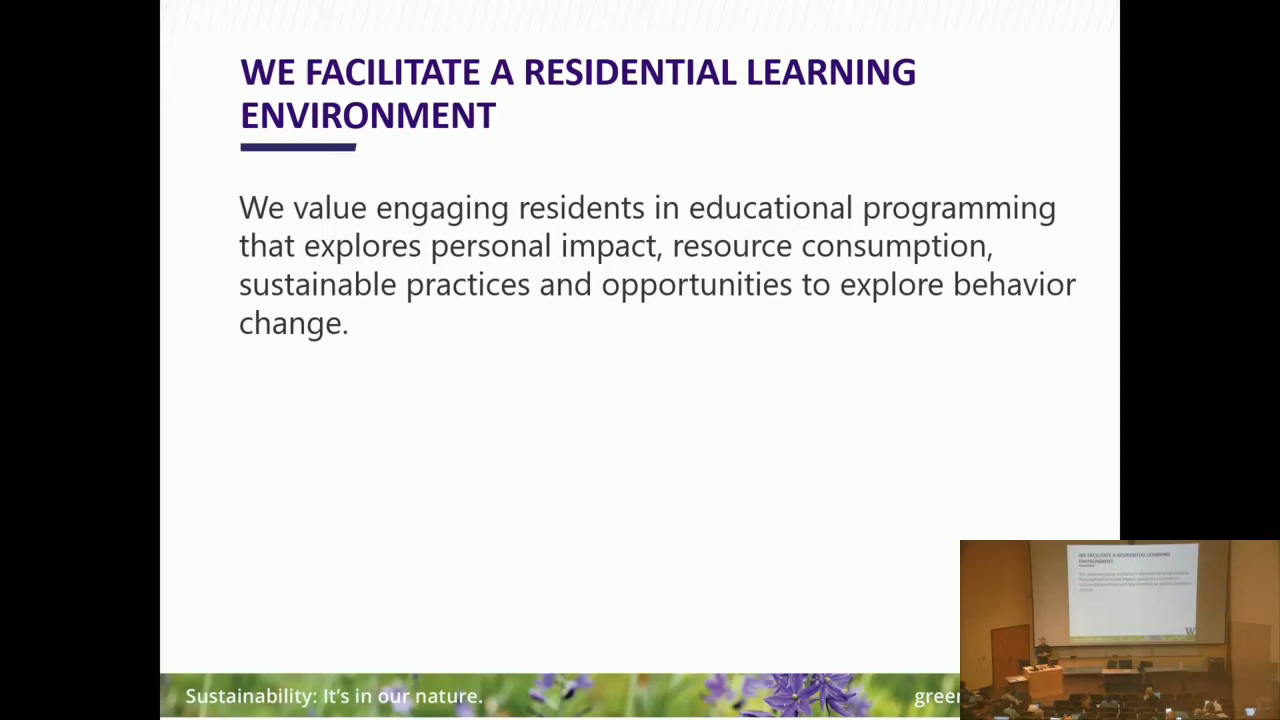 WE FACILITATE A RESIDENTIAL LEARNING
ENVIRONMENT
We value engaging residents in educational programming
that explores personal impact, resource consumption,
sustainable practices and opportunities to explore behavior
change.
Sustainability: It’s in our nature.
green
WE FACILITATE A RESIDENTIAL LEARNING
ENVIRONMENT
W